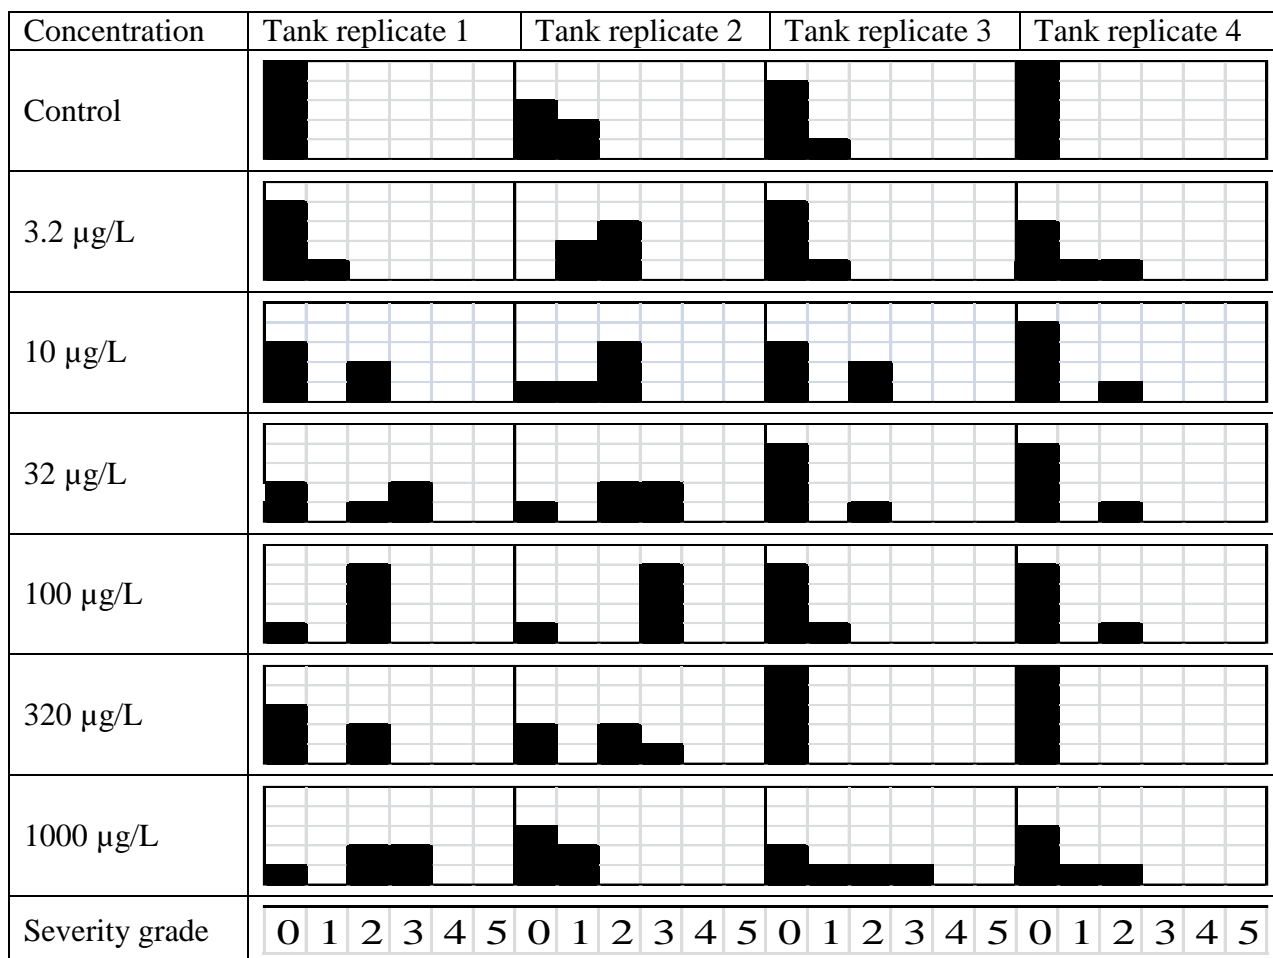 Concentration Tank replicate 1 Tank replicate 2 Tank replicate 3 Tank replicate 4
Control
3.2 µg/L
10 µg/L
32 µg/L
100 µg/L
320 µg/L
1000 µg/L
Severity grade 0 1 2 3 4 5 0 1 2 3 4 5 0 1 2 3 4 5 0 1 2 3 4 5